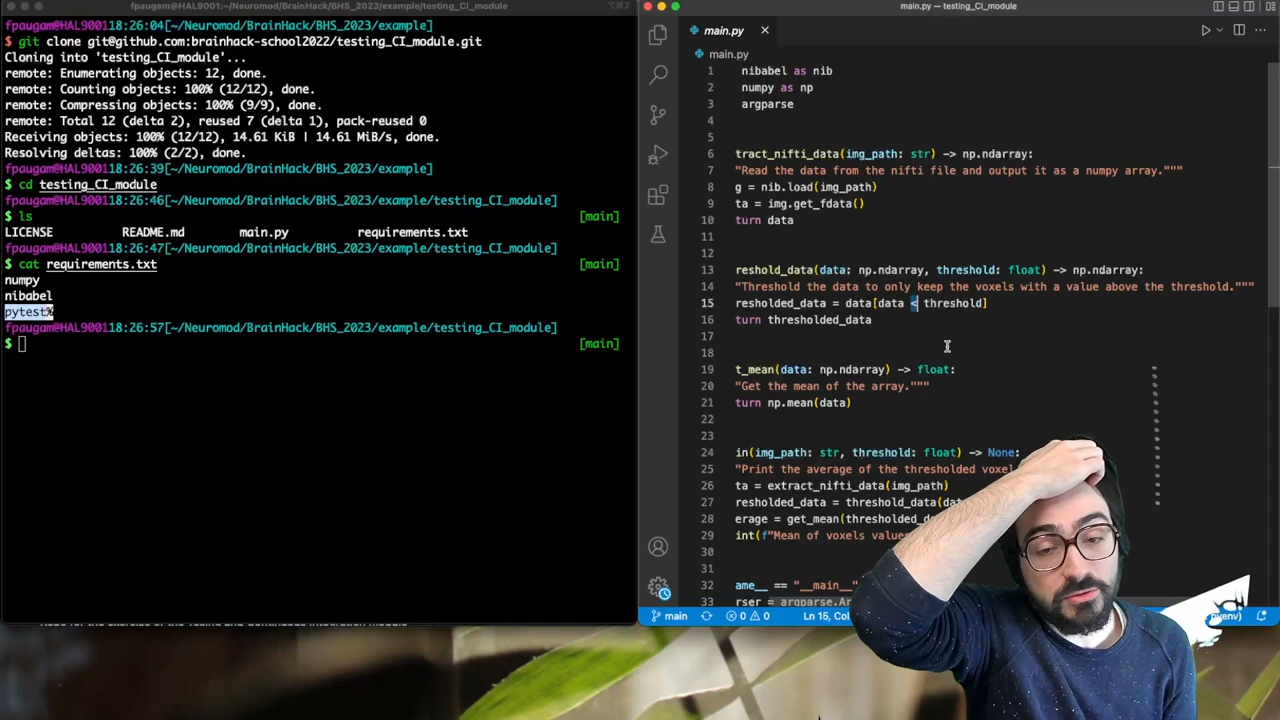 fpaugam — fpaugam@HAL9001 — ..ting_CI_module
fpaugam@HAL900118:26:04[~/Neuromod/BrainHack/BHS_2023/example]
$ git clone git@github.com:brainhack-school2022/testing_CI_module.git
Cloning into 'testing_CI_module'...
remote: Enumerating objects: 12, done.
remote: Counting objects: 100% (12/12), done.
remote: Compressing objects: 100% (9/9), done.
remote: Total 12 (delta 2), reused 7 (delta 1), pack-reused 0
Receiving objects: 100% (12/12), 14.61 KiB | 14.61 MiB/s, done.
Resolving deltas: 100% (2/2), done.
fpaugam@HAL900118:26:39[~/Neuromod/BrainHack/BHS_2023/example]
$ cd testing_CI_module
fpaugam@HAL900118:26:46[~/Neuromod/BrainHack/BHS_2023/example/testing_CI_module]
$ ls [main]
LICENSE README.md main.py requirements.txt
fpaugam@HAL900118:26:47[~/Neuromod/BrainHack/BHS_2023/example/testing_CI_module]
$ cat requirements.txt [main]
numpy
nibabel
pytest%
fpaugam@HAL900118:26:57[~/Neuromod/BrainHack/BHS_2023/example/testing_CI_module]
$ [main]
main.py — testing_CI_module
main.py
main.py
1 nibabel as nib
2 numpy as np
3 argparse
4
5
6 tract_nifti_data(img_path: str) -> np.ndarray:
7 "Read the data from the nifti file and output it as a numpy array."""
8 g = nib.load(img_path)
9 ta = img.get_fdata()
10 turn data
11
12
13 reshold_data(data: np.ndarray, threshold: float) -> np.ndarray:
14 "Threshold the data to only keep the voxels with a value above the threshold."""
15 resholded_data = data[data < threshold]
16 turn thresholded_data
17
18
19 t_mean(data: np.ndarray) -> float:
20 "Get the mean of the array."""
21 turn np.mean(data)
22
23
24 in(img_path: str, threshold: float) -> None:
25 "Print the average of the thresholded voxel
26 ta = extract_nifti_data(img_path)
27 resholded_data = threshold_data(da
28 erage = get_mean(thresholded_d
29 int(f"Mean of voxels value
30
31
32 ame__ == "__main__"
33 rser = argparse.Ar
main 0 0 Ln 15, Col